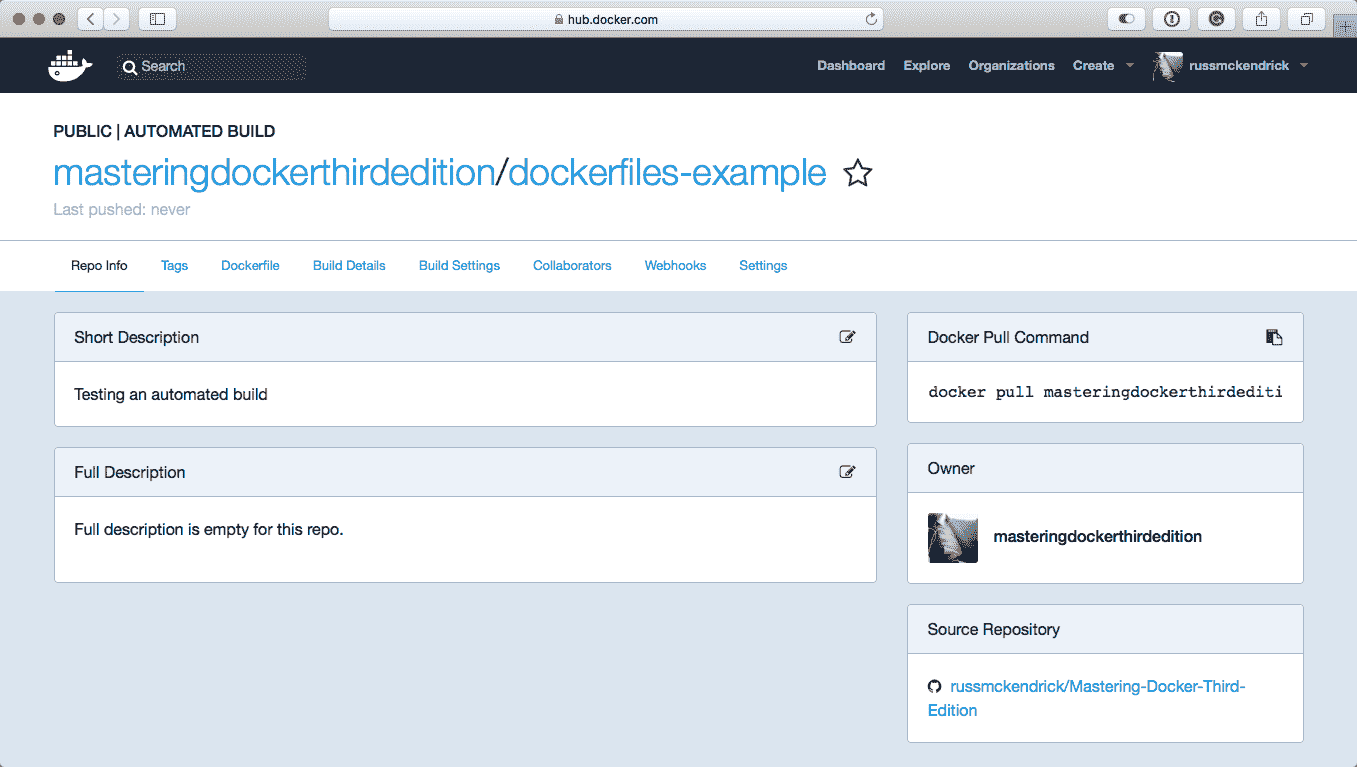 hub.docker.com
Search
Dashboard Explore Organizations Create russmckendrick
PUBLIC | AUTOMATED BUILD
masteringdockerthirdedition/dockerfiles-example
Last pushed: never
Repo Info Tags Dockerfile Build Details Build Settings Collaborators Webhooks Settings
Short Description
Testing an automated build
Full Description
Full description is empty for this repo.
Docker Pull Command
docker pull masteringdockerthirdediti
Owner
masteringdockerthirdedition
Source Repository
russmckendrick/Mastering-Docker-Third-
Edition